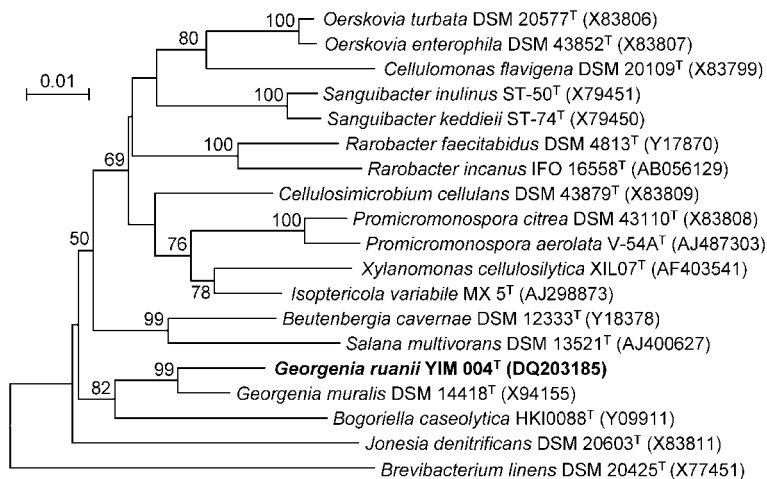 100 Oerskovia turbata DSM 20577ᵀ (X83806)
80 Oerskovia enterophila DSM 43852ᵀ (X83807)
0.01 Cellulomonas flavigena DSM 20109ᵀ (X83799)
100 Sanguibacter inulinus ST-50ᵀ (X79451)
Sanguibacter keddieii ST-74ᵀ (X79450)
100 Rarobacter faecitabidus DSM 4813ᵀ (Y17870)
69 Rarobacter incanus IFO 16558ᵀ (AB056129)
Cellulosimicrobium cellulans DSM 43879ᵀ (X83809)
100 Promicromonospora citrea DSM 43110ᵀ (X83808)
50 76 Promicromonospora aerolata V-54Aᵀ (AJ487303)
Xylanomonas cellulosilytica XIL07ᵀ (AF403541)
78 Isoptericola variabile MX 5ᵀ (AJ298873)
99 Beutenbergia cavernae DSM 12333ᵀ (Y18378)
Salana multivorans DSM 13521ᵀ (AJ400627)
99 Georgenia ruanii YIM 004ᵀ (DQ203185)
82 Georgenia muralis DSM 14418ᵀ (X94155)
Bogoriella caseolytica HKI0088ᵀ (Y09911)
Jonesia denitrificans DSM 20603ᵀ (X83811)
Brevibacterium linens DSM 20425ᵀ (X77451)